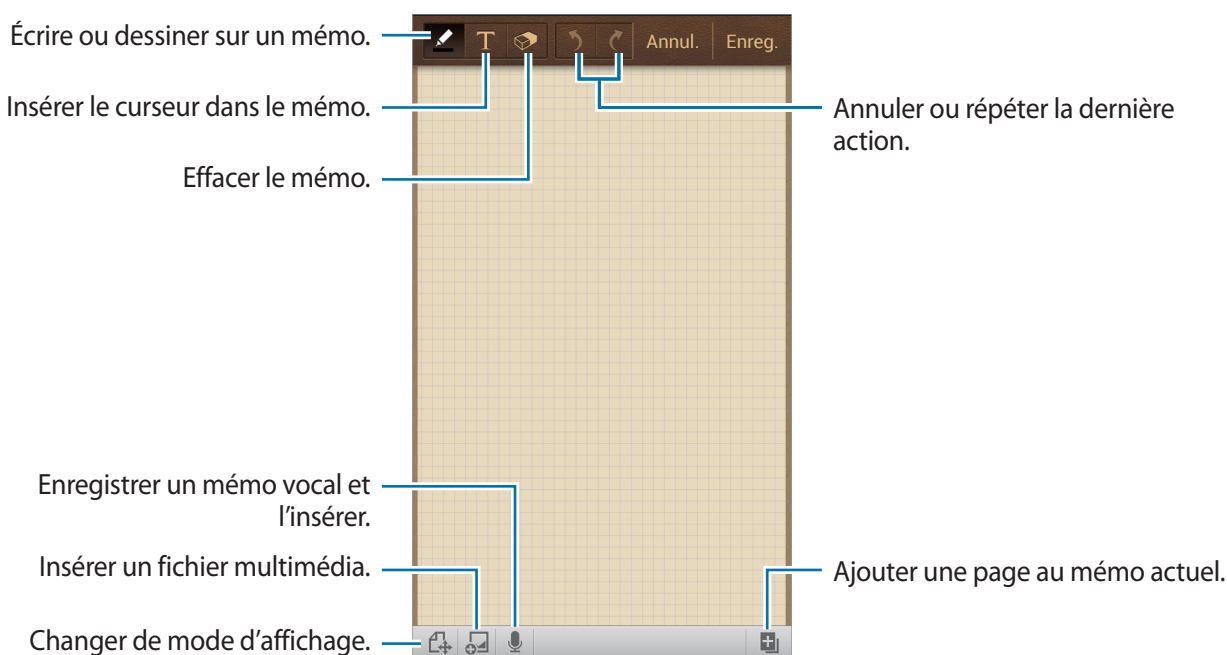 Écrire ou dessiner sur un mémo.
T
Annul.
Enreg.
Insérer le curseur dans le mémo.
Annuler ou répéter la dernière
action.
Effacer le mémo.
Enregistrer un mémo vocal et
l'insérer.
Insérer un fichier multimédia.
Ajouter une page au mémo actuel.
Changer de mode d'affichage.